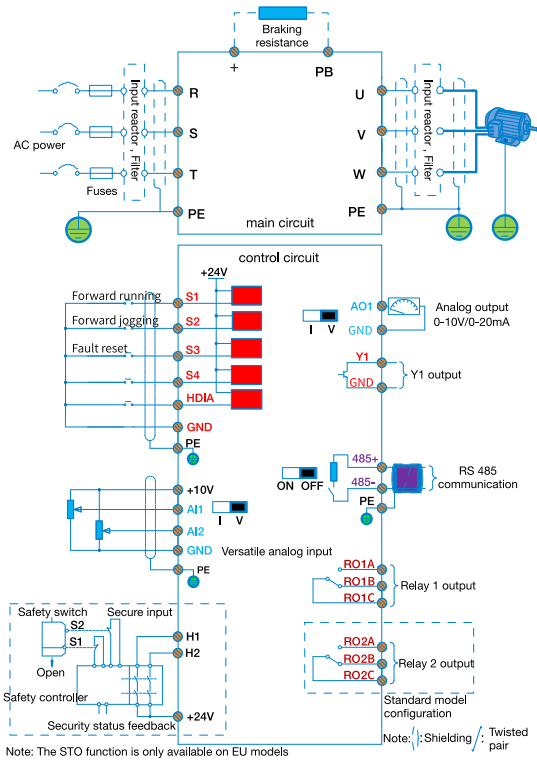 Braking
resistance
+
PB
R
U
S
V
T
W
PE
PE
AC power
Fuses
Input reactor , Filter
Input reactor , Filter
main circuit
control circuit
+24V
Forward running
S1
Forward jogging
S2
Fault reset
S3
S4
HDIA
GND
PE
AO1
GND
I V
Analog output
0-10V/0-20mA
Y1
GND
Y1 output
485+
485-
PE
ON OFF
RS 485
communication
+10V
AI1
I V
AI2
GND
Versatile analog input
PE
RO1A
RO1B
RO1C
Relay 1 output
Safety switch
Secure input
S2
S1
H1
H2
Open
Safety controller
+24V
Security status feedback
RO2A
RO2B
RO2C
Relay 2 output
Standard model
configuration
Note: : Shielding : Twisted
pair
Note: The STO function is only available on EU models